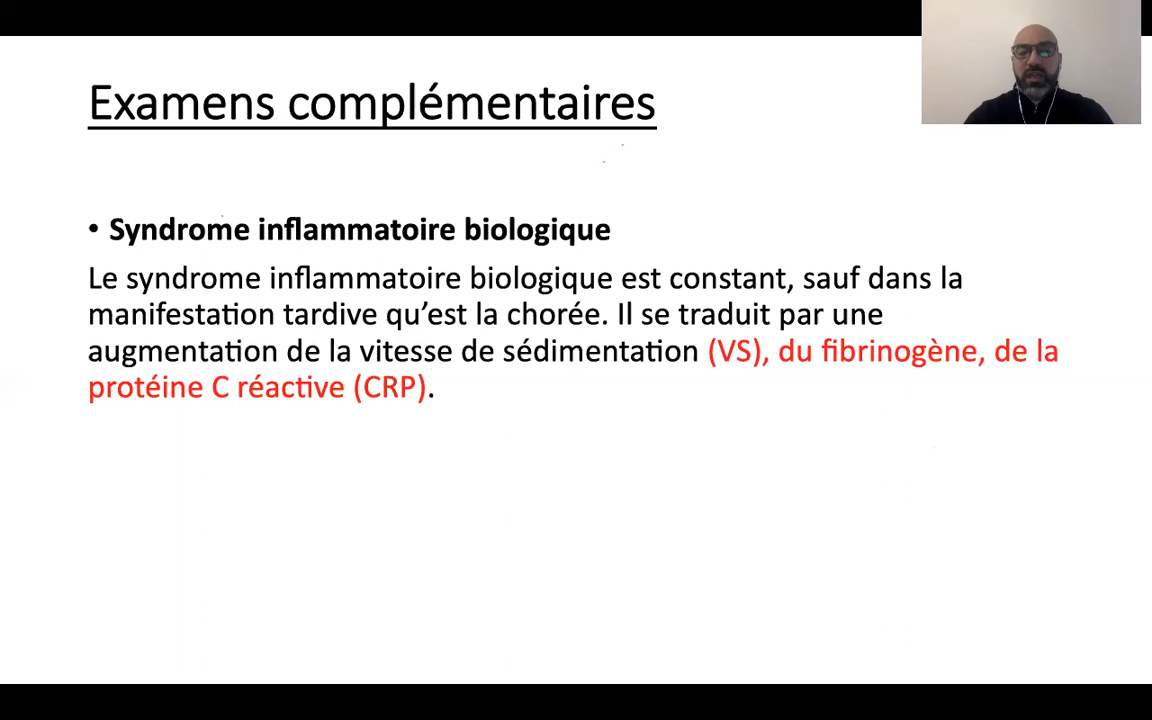 Examens complémentaires
• Syndrome inflammatoire biologique
Le syndrome inflammatoire biologique est constant, sauf dans la
manifestation tardive qu’est la chorée. Il se traduit par une
augmentation de la vitesse de sédimentation (VS), du fibrinogène, de la
protéine C réactive (CRP).